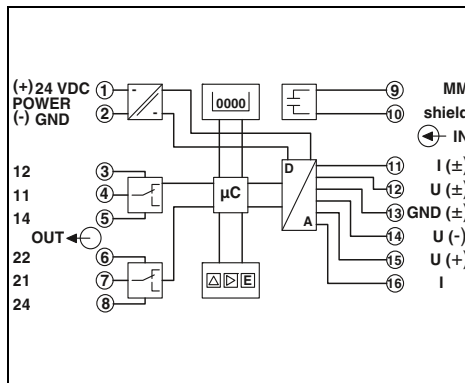 (+) 24 VDC 1
POWER
(-) GND 2
12 3
11 4
14 5
OUT
22 6
21 7
24 8
0000
µC
E
D
A
9 MM
10 shield
IN
11 I (±)
12 U (±)
13 GND (±)
14 U (-)
15 U (+)
16 I